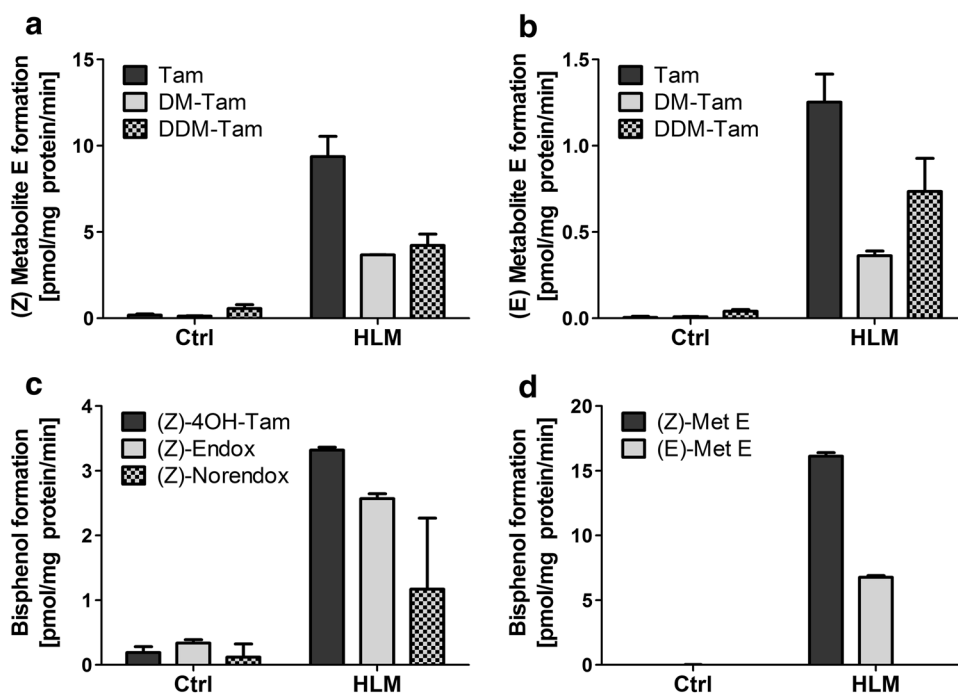 a
(Z) Metabolite E formation
[pmol/mg protein/min]
15
10
5
0
Tam
DM-Tam
DDM-Tam
Ctrl
HLM
b
(E) Metabolite E formation
[pmol/mg protein/min]
1.5
1.0
0.5
0.0
Tam
DM-Tam
DDM-Tam
Ctrl
HLM
c
Bisphenol formation
[pmol/mg protein/min]
4
3
2
1
0
(Z)-4OH-Tam
(Z)-Endox
(Z)-Norendox
Ctrl
HLM
d
Bisphenol formation
[pmol/mg protein/min]
20
15
10
5
0
(Z)-Met E
(E)-Met E
Ctrl
HLM